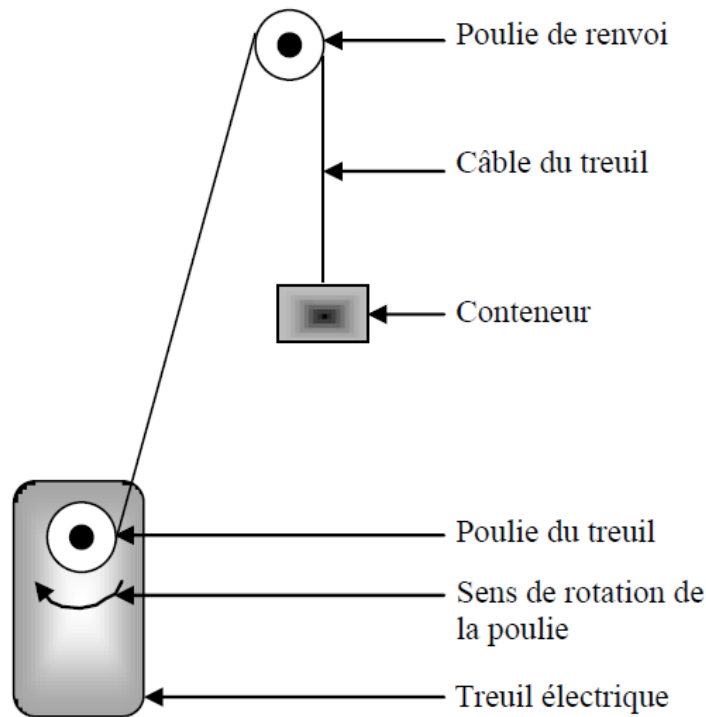 Poulie de renvoi
Câble du treuil
Conteneur
Poulie du treuil
Sens de rotation de
la poulie
Treuil électrique